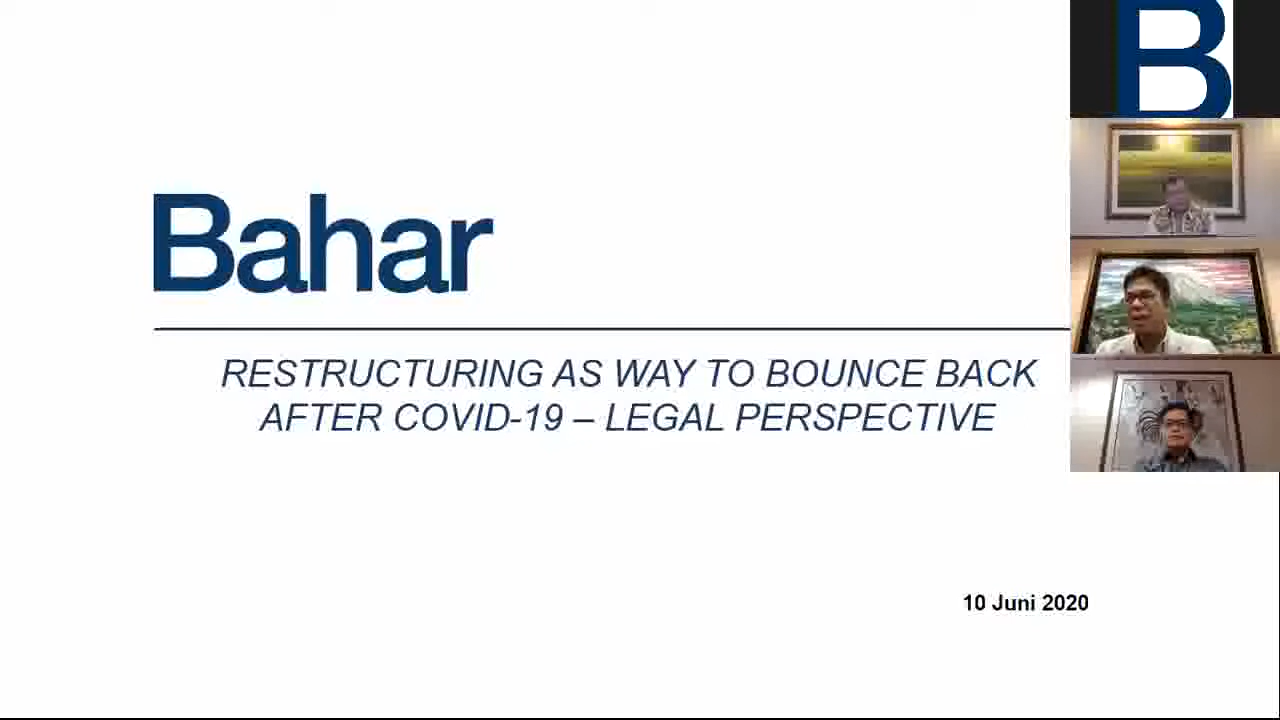 B
Bahar
RESTRUCTURING AS WAY TO BOUNCE BACK
AFTER COVID-19 – LEGAL PERSPECTIVE
10 Juni 2020